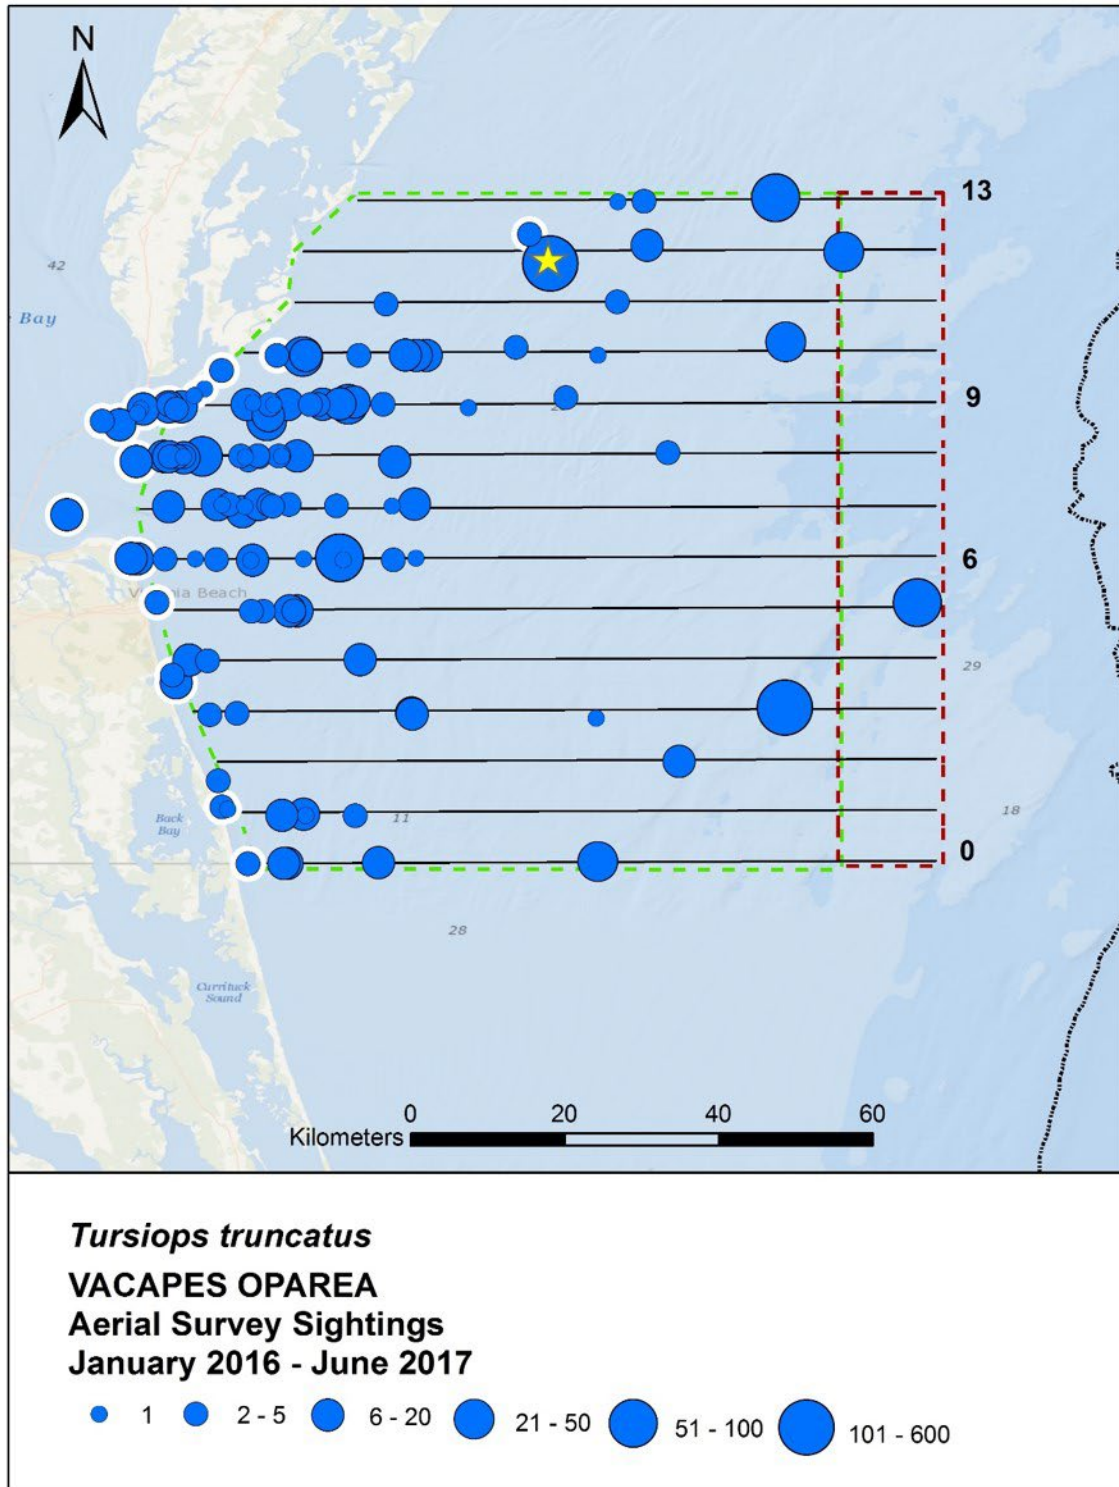 N
13
42
Bay
9
6
Virginia Beach
29
Back
Bay
11
18
0
28
Currituck
Sound
0 20 40 60
Kilometers
Tursiops truncatus
VACAPES OPAREA
Aerial Survey Sightings
January 2016 - June 2017
1 2 - 5 6 - 20 21 - 50 51 - 100 101 - 600